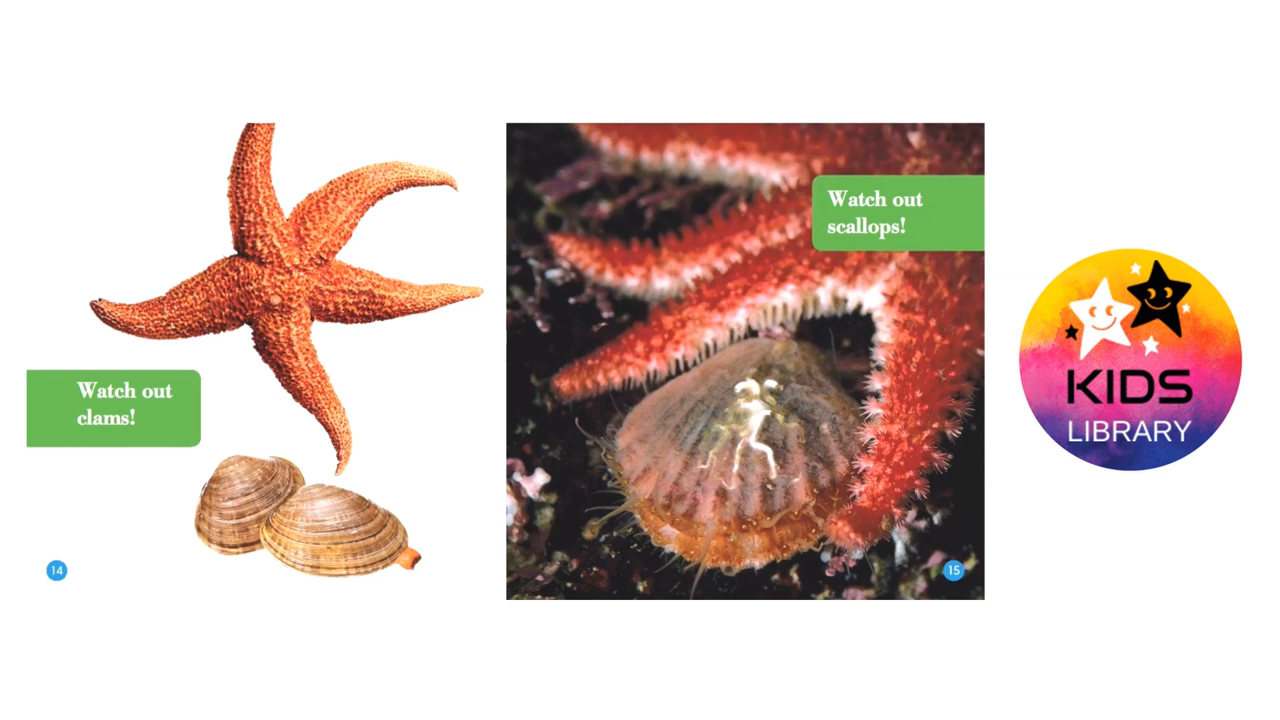 Watch out
clams!
14
Watch out
scallops!
15
KIDS
LIBRARY